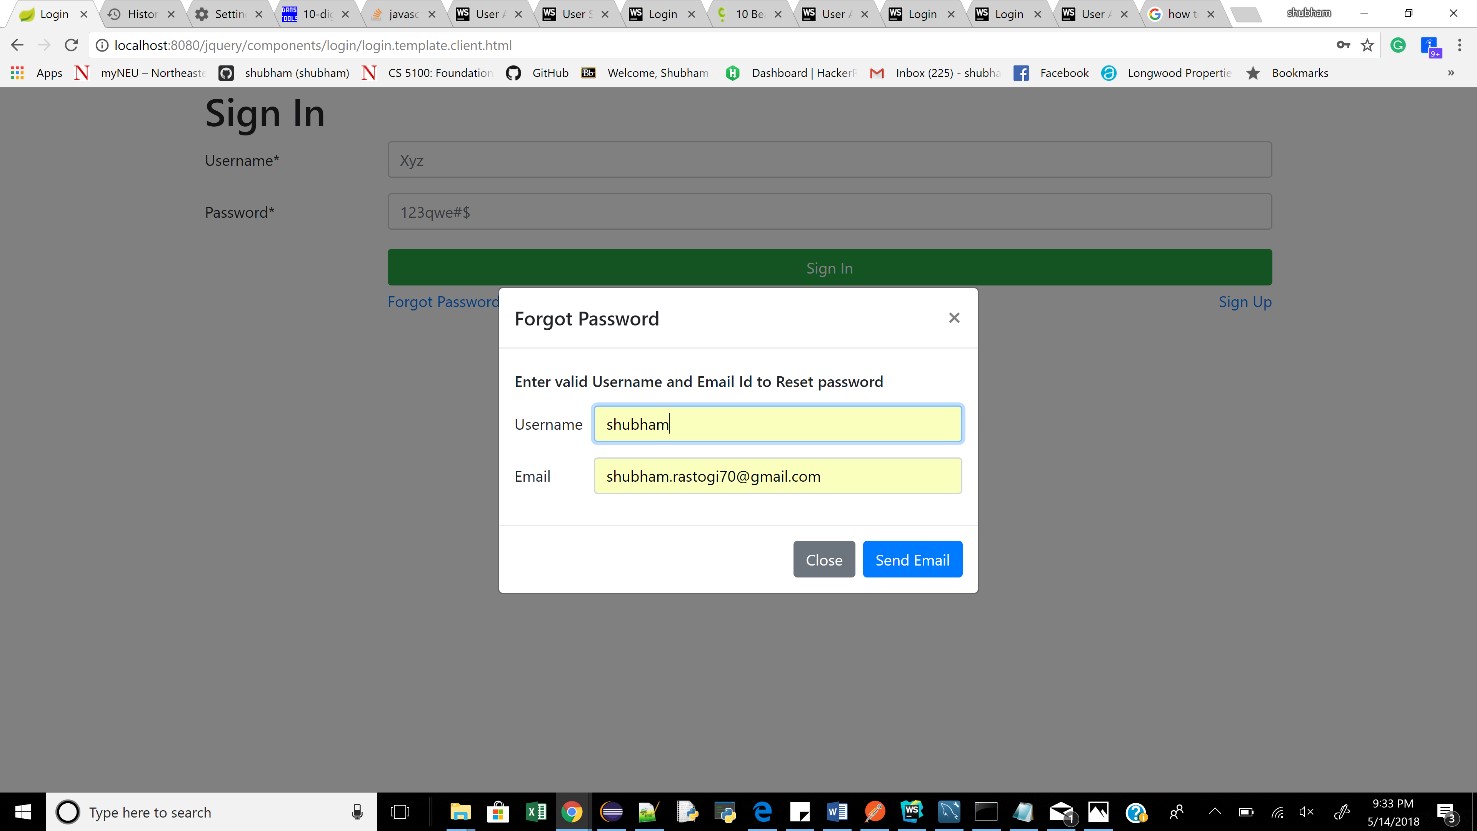 Login
Histor
Settin
10-di
javasc
User A
User S
Login
10 Be
User A
Login
Login
User A
how t
shubham
localhost:8080/jquery/components/login/login.template.client.html
Apps
myNEU – Northeaste
shubham (shubham)
CS 5100: Foundation
GitHub
Bb
Welcome, Shubham
Dashboard | HackerR
Inbox (225) - shubha
Facebook
Longwood Propertie
Bookmarks
»
9+
Sign In
Username*
Xyz
Password*
123qwe#$
Sign In
Forgot Password
Sign Up
Forgot Password
×
Enter valid Username and Email Id to Reset password
Username
shubham
Email
shubham.rastogi70@gmail.com
Close
Send Email
Type here to search
9:33 PM
5/14/2018